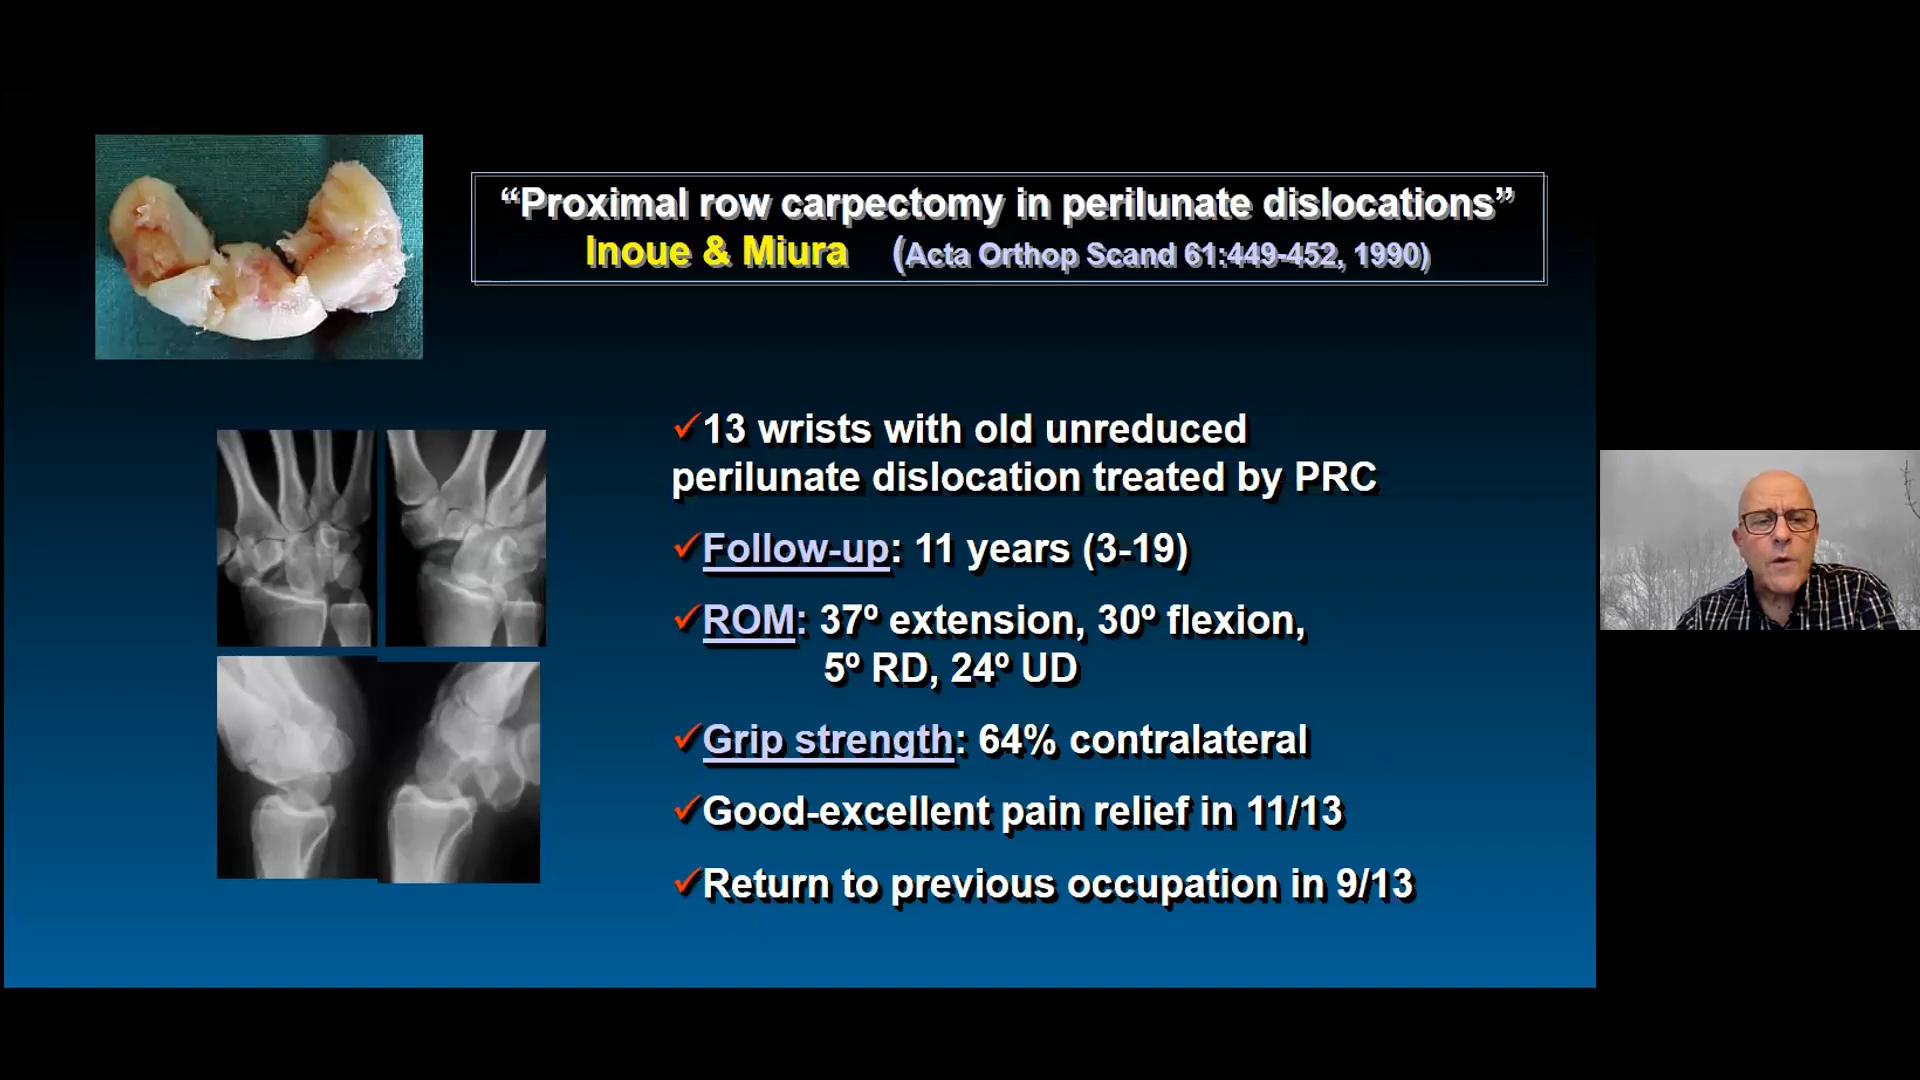 “Proximal row carpectomy in perilunate dislocations”
Inoue & Miura (Acta Orthop Scand 61:449-452, 1990)
✓13 wrists with old unreduced
perilunate dislocation treated by PRC
✓Follow-up: 11 years (3-19)
✓ROM: 37º extension, 30º flexion,
5º RD, 24º UD
✓Grip strength: 64% contralateral
✓Good-excellent pain relief in 11/13
✓Return to previous occupation in 9/13